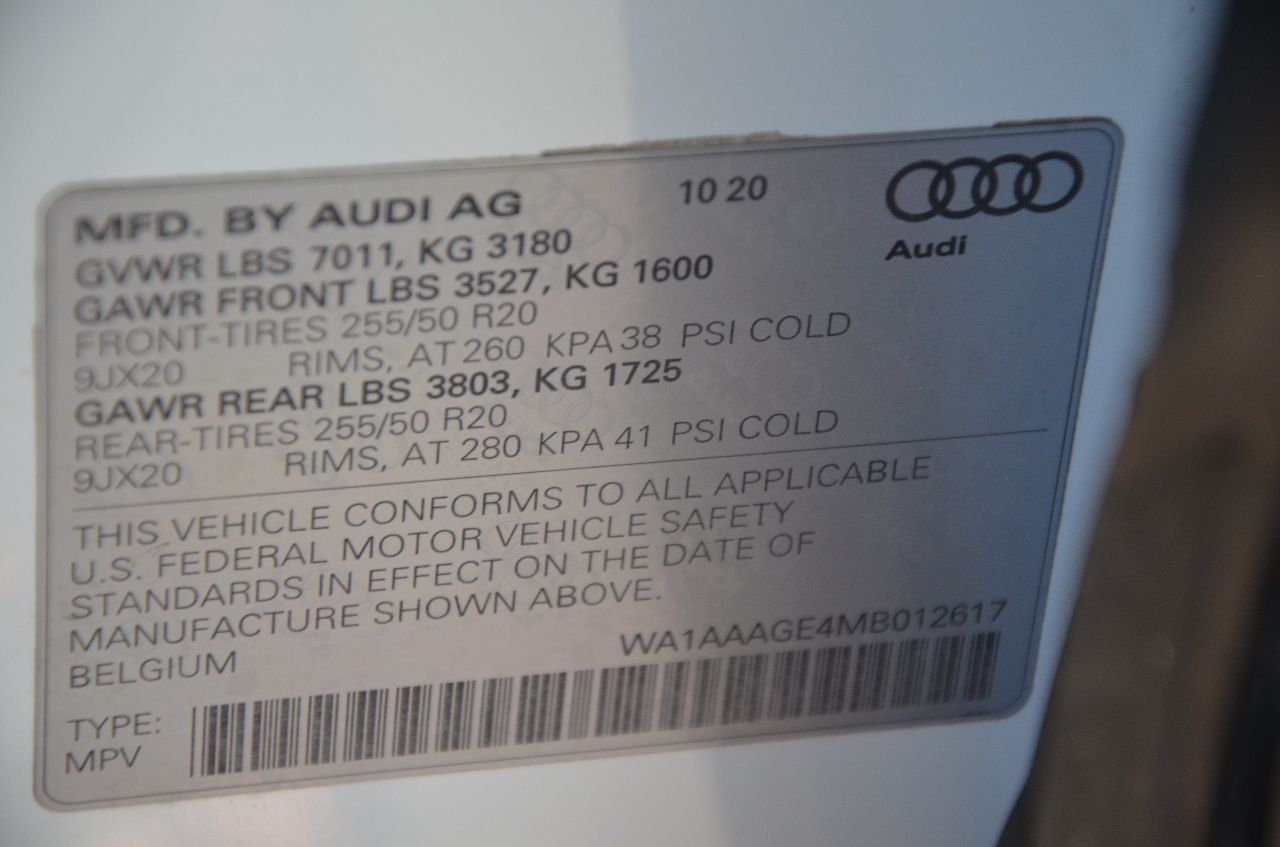 MFD. BY AUDI AG 10 20
Audi
GVWR LBS 7011, KG 3180
GAWR FRONT LBS 3527, KG 1600
FRONT-TIRES 255/50 R20
9JX20 RIMS, AT 260 KPA 38 PSI COLD
GAWR REAR LBS 3803, KG 1725
REAR-TIRES 255/50 R20
9JX20 RIMS, AT 280 KPA 41 PSI COLD
THIS VEHICLE CONFORMS TO ALL APPLICABLE
U.S. FEDERAL MOTOR VEHICLE SAFETY
STANDARDS IN EFFECT ON THE DATE OF
MANUFACTURE SHOWN ABOVE.
BELGIUM WA1AAAGE4MB012617
TYPE:
MPV